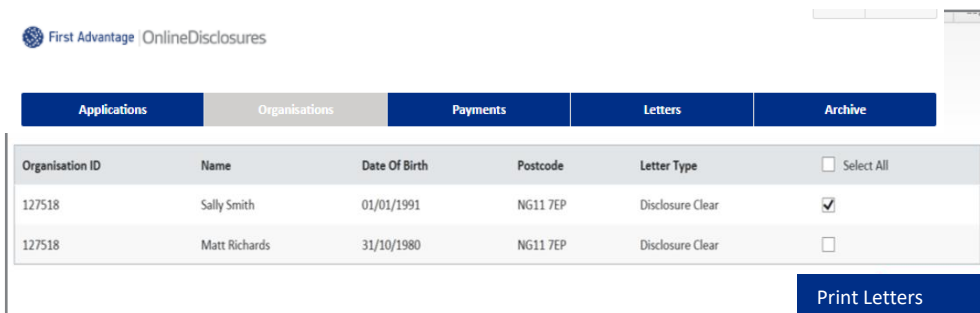 First Advantage OnlineDisclosures
Applications Organisations Payments Letters Archive
Organisation ID Name Date Of Birth Postcode Letter Type Select All
127518 Sally Smith 01/01/1991 NG11 7EP Disclosure Clear
127518 Matt Richards 31/10/1980 NG11 7EP Disclosure Clear
Print Letters